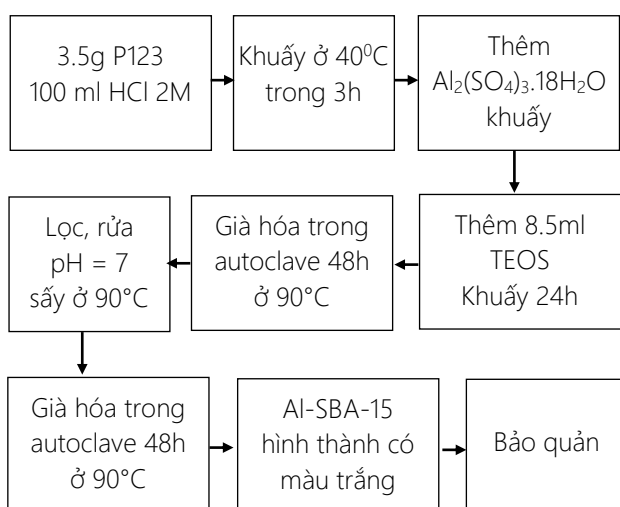 3.5g P123
100 ml HCl 2M
Khuấy ở 40⁰C
trong 3h
Thêm
Al₂(SO₄)₃.18H₂O
khuấy
Thêm 8.5ml
TEOS
Khuấy 24h
Già hóa trong
autoclave 48h
ở 90°C
Lọc, rửa
pH = 7
sấy ở 90°C
Già hóa trong
autoclave 48h
ở 90°C
Al-SBA-15
hình thành có
màu trắng
Bảo quản